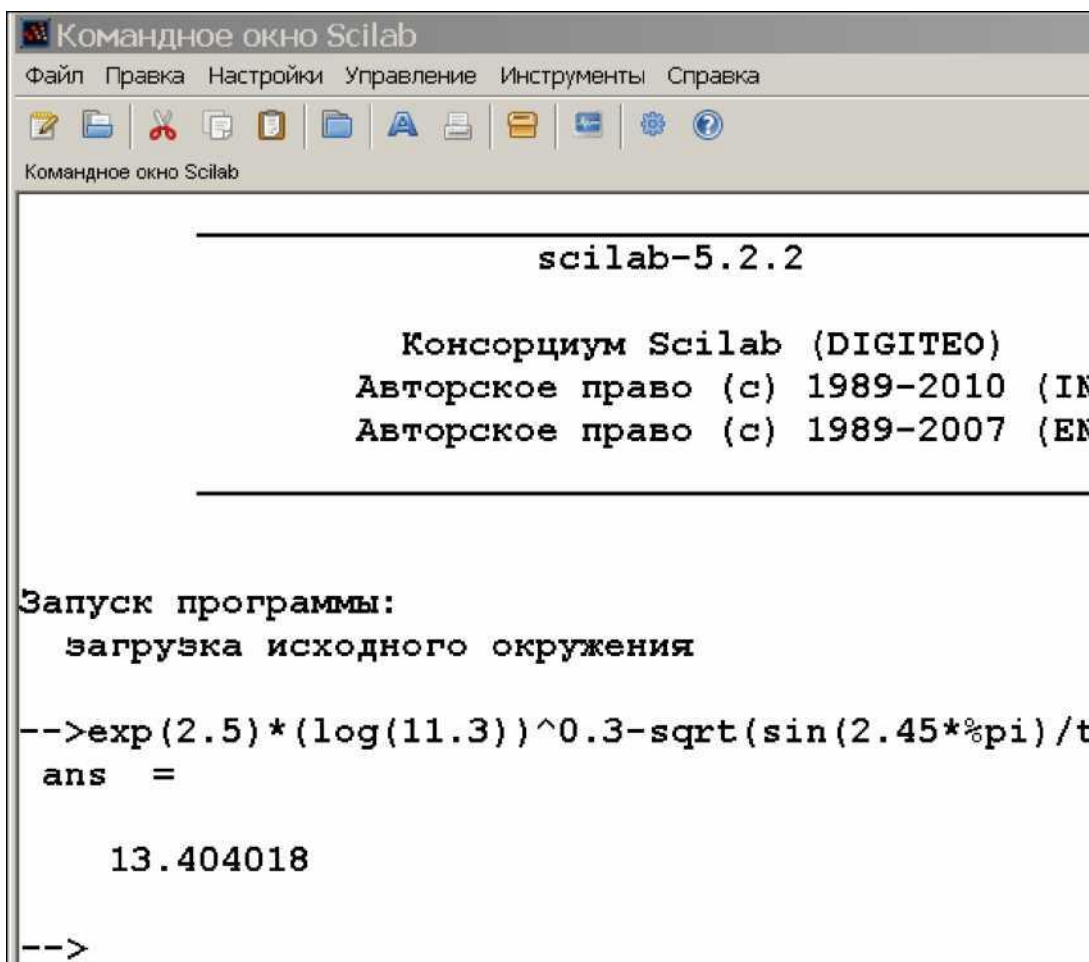 Командное окно Scilab
Файл Правка Настройки Управление Инструменты Справка
Командное окно Scilab
scilab-5.2.2
Консорциум Scilab (DIGITEO)
Авторское право (c) 1989-2010 (IN
Авторское право (c) 1989-2007 (EN
Запуск программы:
загрузка исходного окружения
-->exp(2.5)*(log(11.3))^0.3-sqrt(sin(2.45*%pi)/t
ans =
13.404018
-->